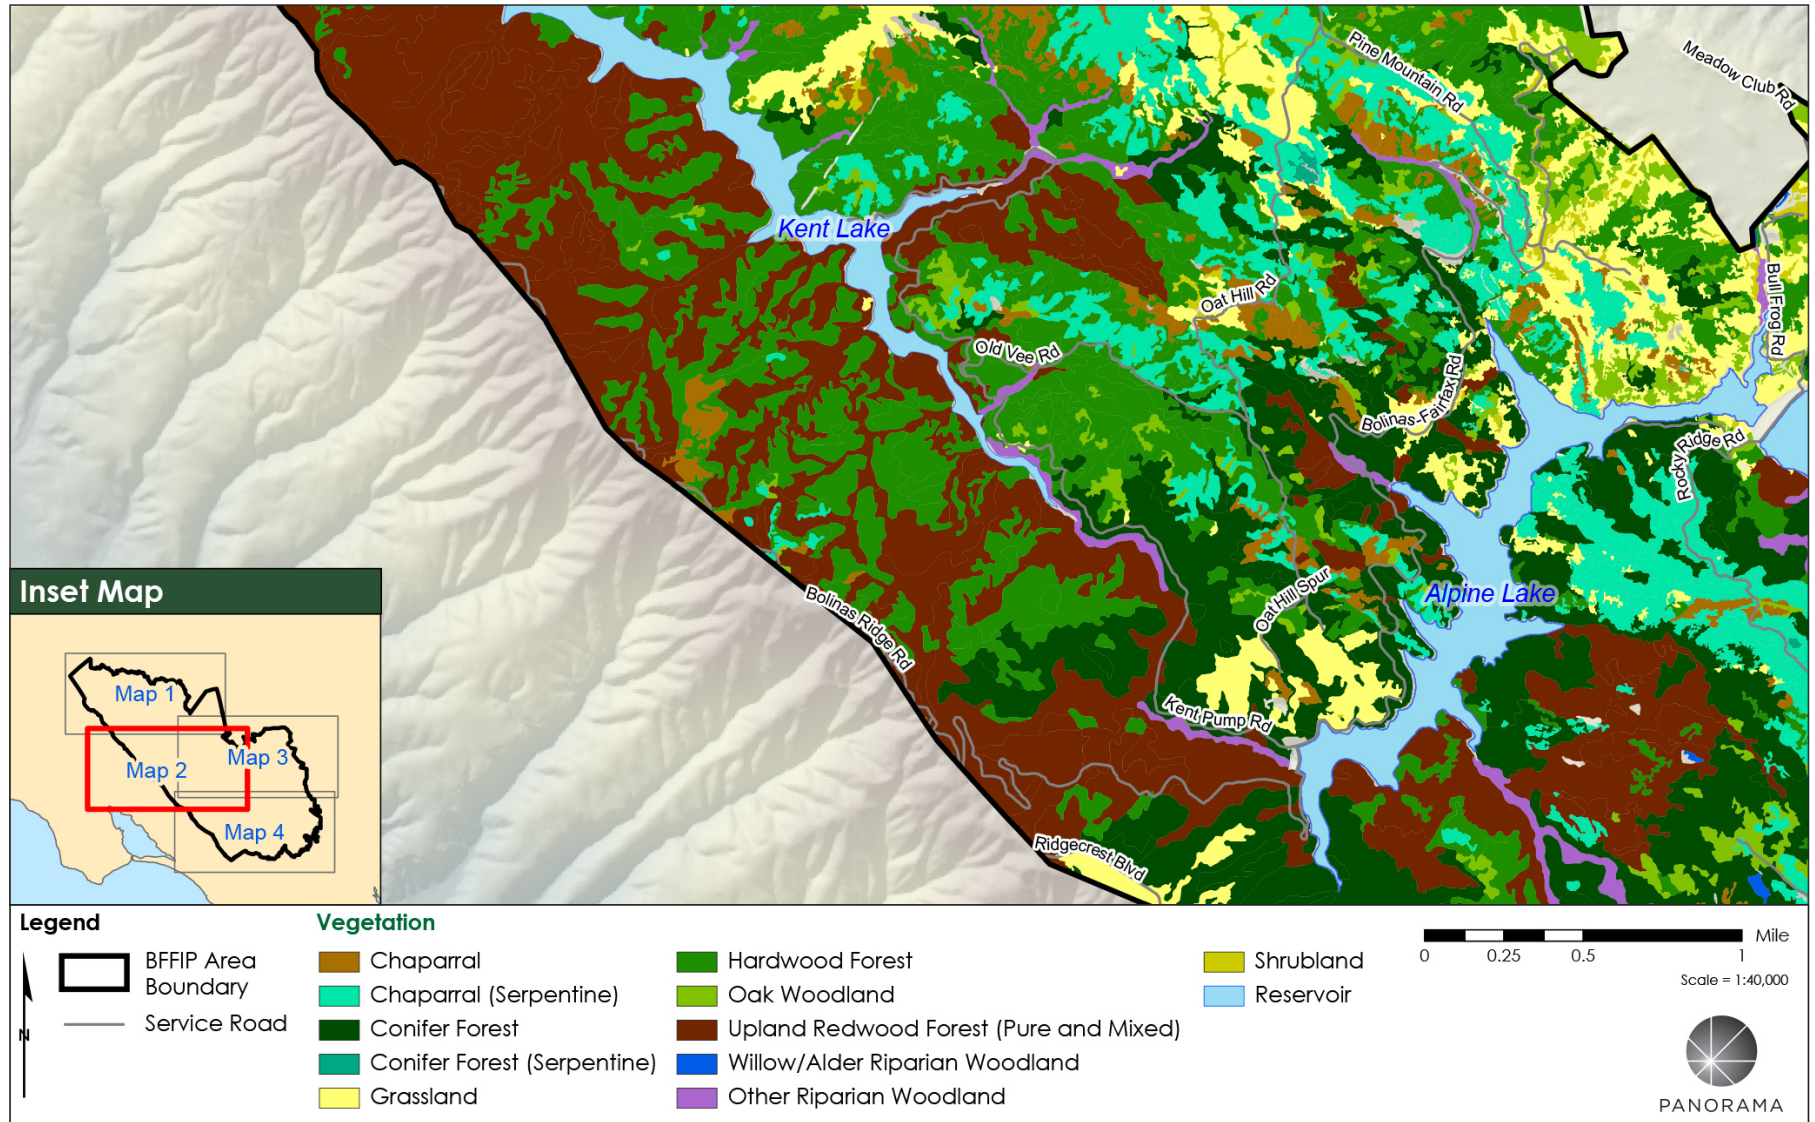 Pine Mountain Rd
Meadow Club Rd
Kent Lake
Oat Hill Rd
Bull Frog Rd
Old Vee Rd
Bolinas-Fairfax Rd
Rocky Ridge Rd
Oat Hill Spur
Alpine Lake
Bolinas Ridge Rd
Kent Pump Rd
Ridgecrest Blvd
Inset Map
Map 1
Map 2
Map 3
Map 4
Legend
N
BFFIP Area
Boundary
Service Road
Vegetation
Chaparral
Chaparral (Serpentine)
Conifer Forest
Conifer Forest (Serpentine)
Grassland
Hardwood Forest
Oak Woodland
Upland Redwood Forest (Pure and Mixed)
Willow/Alder Riparian Woodland
Other Riparian Woodland
Shrubland
Reservoir
Mile
0 0.25 0.5 1
Scale = 1:40,000
PANORAMA